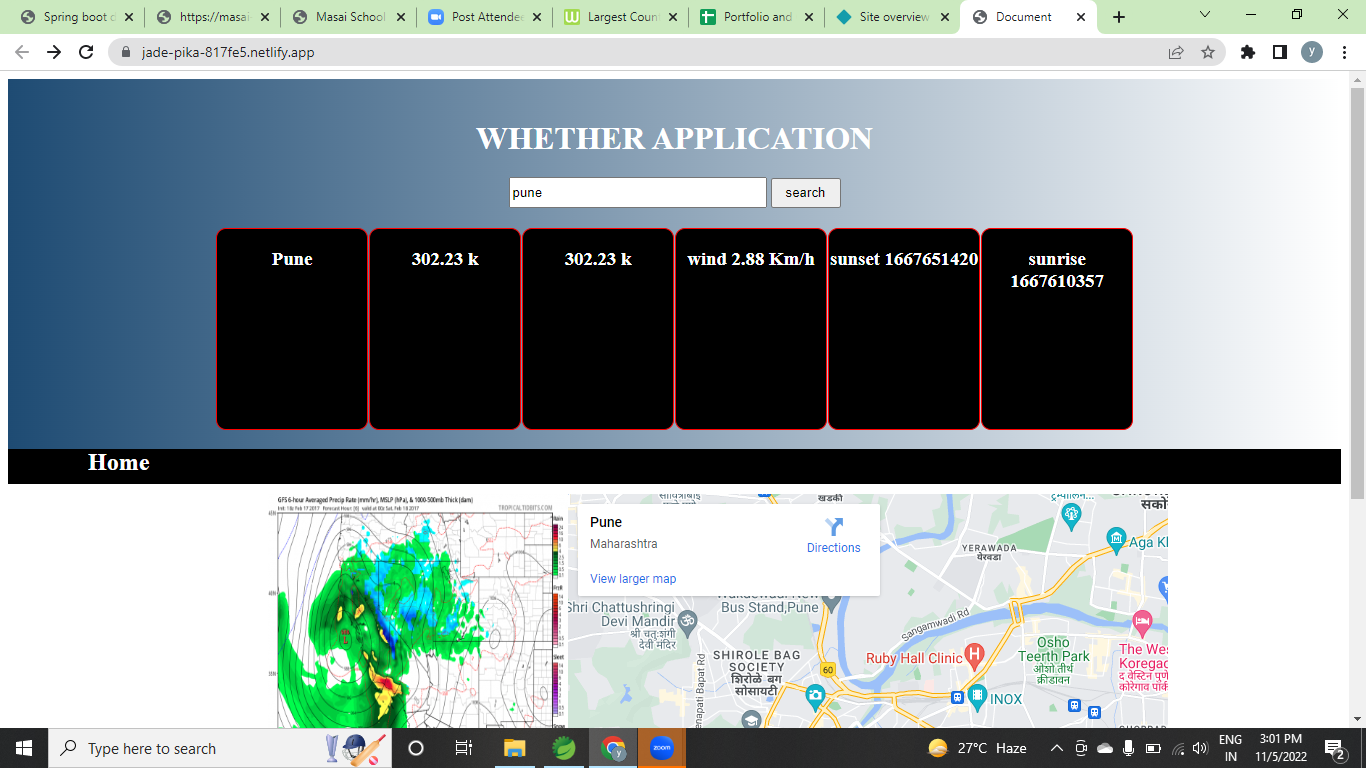 Spring boot c
https://masai-
Masai School
Post Attende
Largest Coun
Portfolio and
Site overview
Document
jade-pika-817fe5.netlify.app
y
WHETHER APPLICATION
pune
search
Pune
302.23 k
302.23 k
wind 2.88 Km/h
sunset 1667651420
sunrise
1667610357
Home
GFS 6-hour Averaged Precip Rate (mm/hr), MSLP (hPa), & 1000-500mb Thick (dam)
TROPICALTIDBITS.COM
Rain
Sleet
Pune
Maharashtra
Directions
View larger map
खडकी
YERAWADA
येरवडा
Aga K
Bus Stand,Pune
Shri Chattushringi
Devi Mandir
श्री चतुःशृंगी
देवी मंदिर
Sangamwadi Rd
SHIROLE BAG
SOCIETY
शिरोळे बाग
सोसायटी
60
Ruby Hall Clinic
Osho
Teerth Park
ओशो तीर्थ
क्रीडावन
The Wes
Koregao
द वेस्टिन पुणे
INOX
napati Bapat Rd
Type here to search
zoom
27°C Haze
ENG
IN
3:01 PM
11/5/2022
2